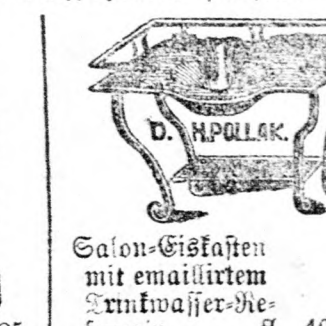 D. H. POLLAK.
Salon-Eiskasten
mit emaillirtem
Trinkwasser-Re-